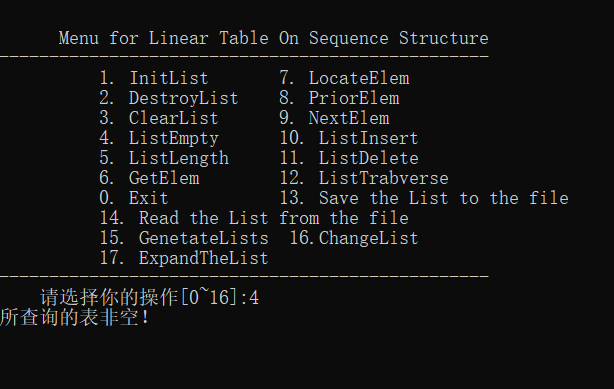 Menu for Linear Table On Sequence Structure
-------------------------------------------------
1. InitList 7. LocateElem
2. DestroyList 8. PriorElem
3. ClearList 9. NextElem
4. ListEmpty 10. ListInsert
5. ListLength 11. ListDelete
6. GetElem 12. ListTrabverse
0. Exit 13. Save the List to the file
14. Read the List from the file
15. GenetateLists 16.ChangeList
17. ExpandTheList
-------------------------------------------------
请选择你的操作[0~16]:4
所查询的表非空!